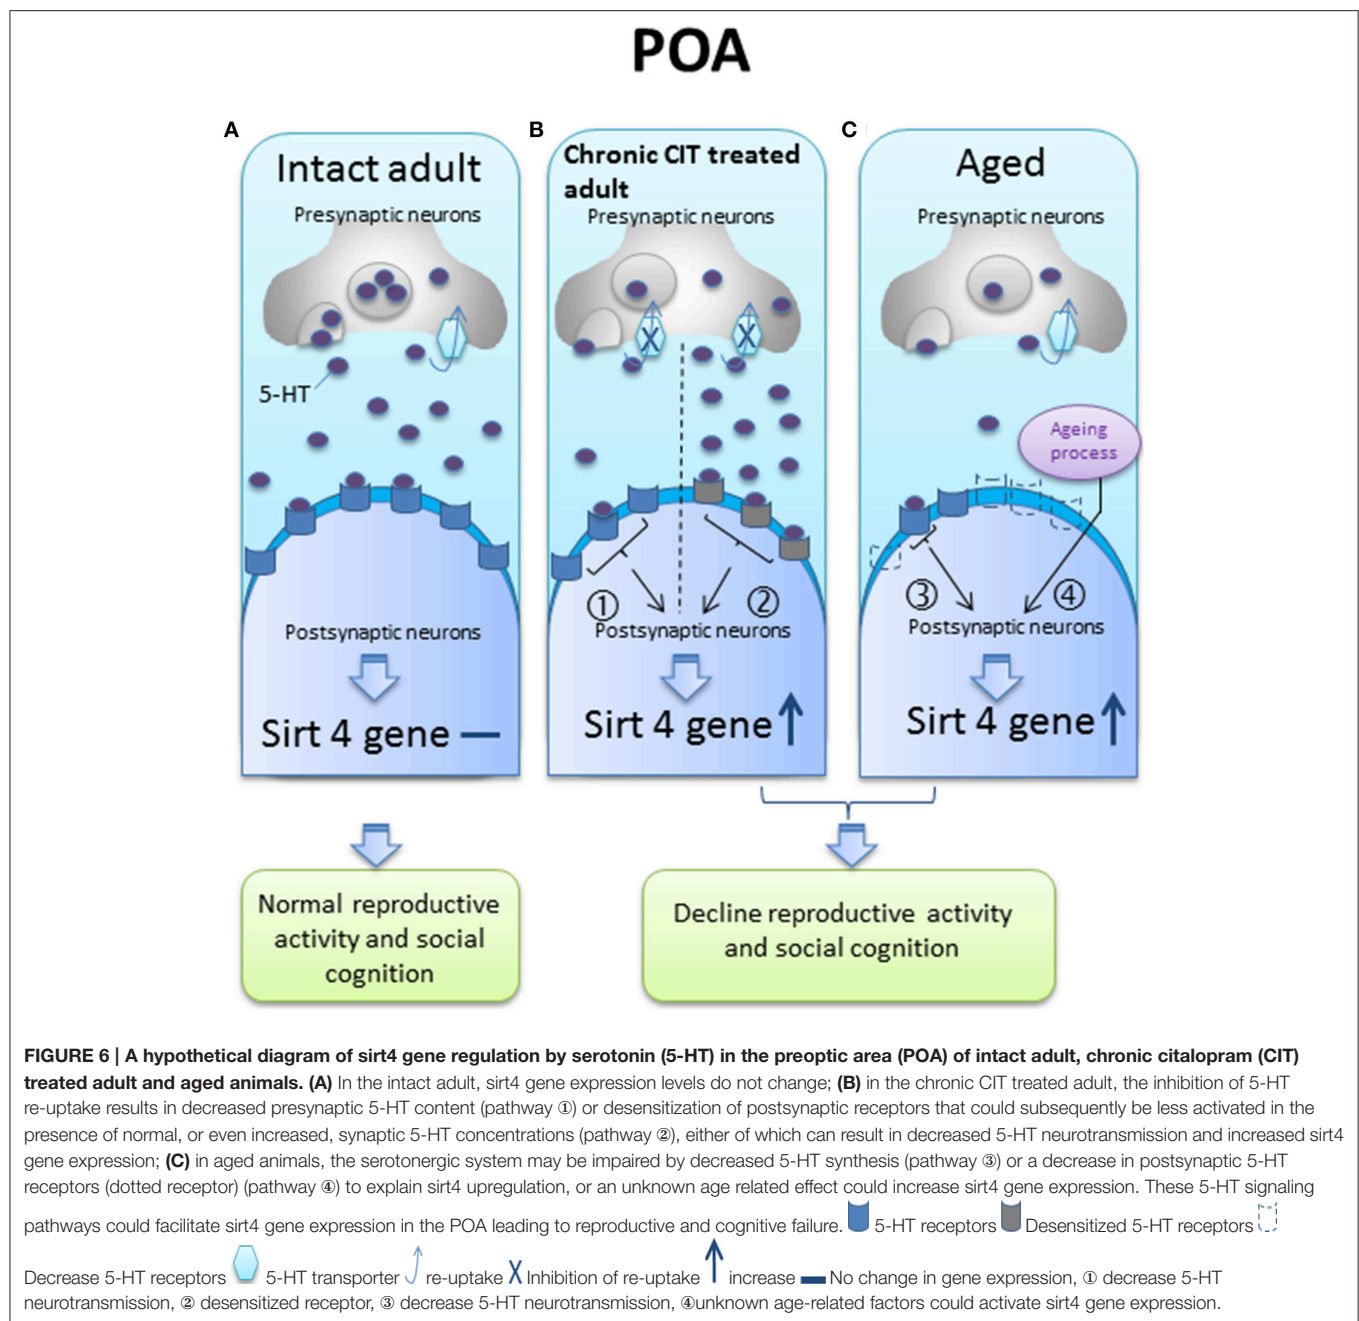 POA
A
Intact adult
Presynaptic neurons
5-HT
Postsynaptic neurons
Sirt 4 gene
B
Chronic CIT treated
adult
Presynaptic neurons
①
②
Postsynaptic neurons
Sirt 4 gene
C
Aged
Presynaptic neurons
Ageing
process
③
④
Postsynaptic neurons
Sirt 4 gene
Normal reproductive
activity and social
cognition
Decline reproductive activity
and social cognition
FIGURE 6 | A hypothetical diagram of sirt4 gene regulation by serotonin (5-HT) in the preoptic area (POA) of intact adult, chronic citalopram (CIT)
treated adult and aged animals. (A) In the intact adult, sirt4 gene expression levels do not change; (B) in the chronic CIT treated adult, the inhibition of 5-HT
re-uptake results in decreased presynaptic 5-HT content (pathway ①) or desensitization of postsynaptic receptors that could subsequently be less activated in the
presence of normal, or even increased, synaptic 5-HT concentrations (pathway ②), either of which can result in decreased 5-HT neurotransmission and increased sirt4
gene expression; (C) in aged animals, the serotonergic system may be impaired by decreased 5-HT synthesis (pathway ③) or a decrease in postsynaptic 5-HT
receptors (dotted receptor) (pathway ④) to explain sirt4 upregulation, or an unknown age related effect could increase sirt4 gene expression. These 5-HT signaling
pathways could facilitate sirt4 gene expression in the POA leading to reproductive and cognitive failure. 5-HT receptors Desensitized 5-HT receptors
Decrease 5-HT receptors 5-HT transporter re-uptake X Inhibition of re-uptake increase No change in gene expression, ① decrease 5-HT
neurotransmission, ② desensitized receptor, ③ decrease 5-HT neurotransmission, ④unknown age-related factors could activate sirt4 gene expression.